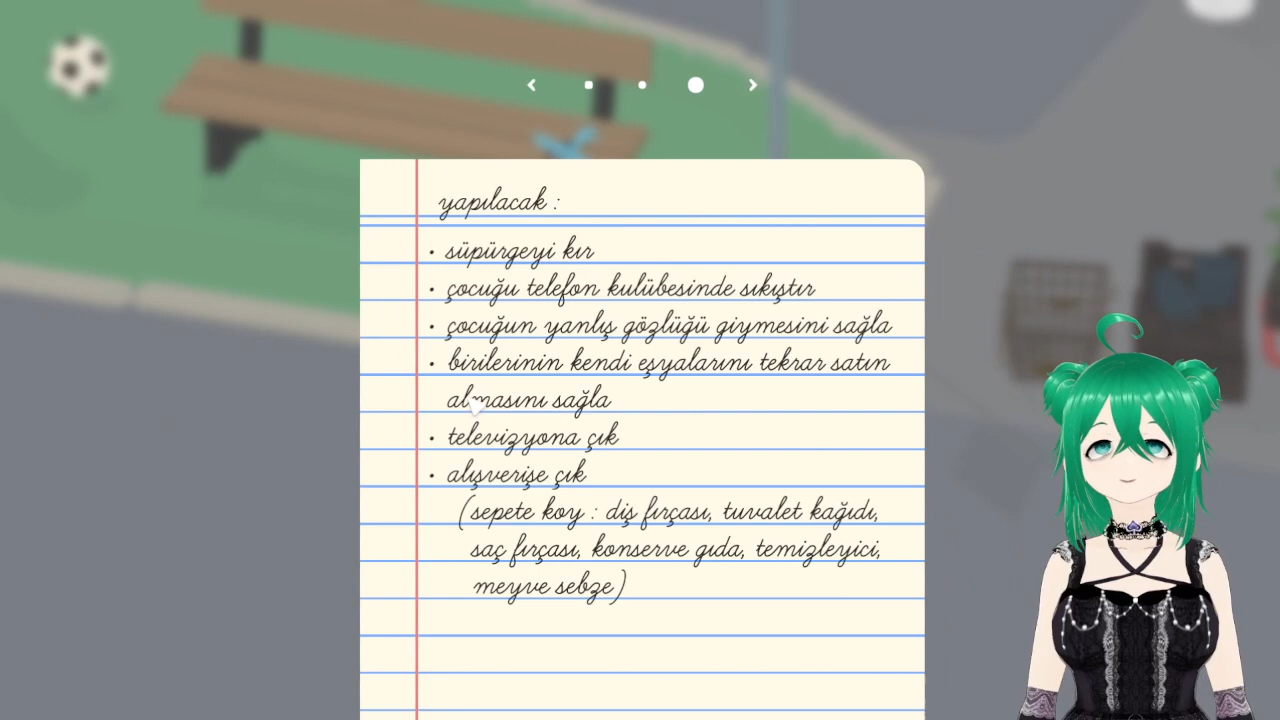 yapılacak :
• süpürgeyi kır
• çocuğu telefon kulübesinde sıkıştır
• çocuğun yanlış gözlüğü giymesini sağla
• birilerinin kendi eşyalarını tekrar satın
almasını sağla
• televizyona çık
• alışverişe çık
(sepete koy : diş fırçası, tuvalet kağıdı,
saç fırçası, konserve gıda, temizleyici,
meyve sebze)